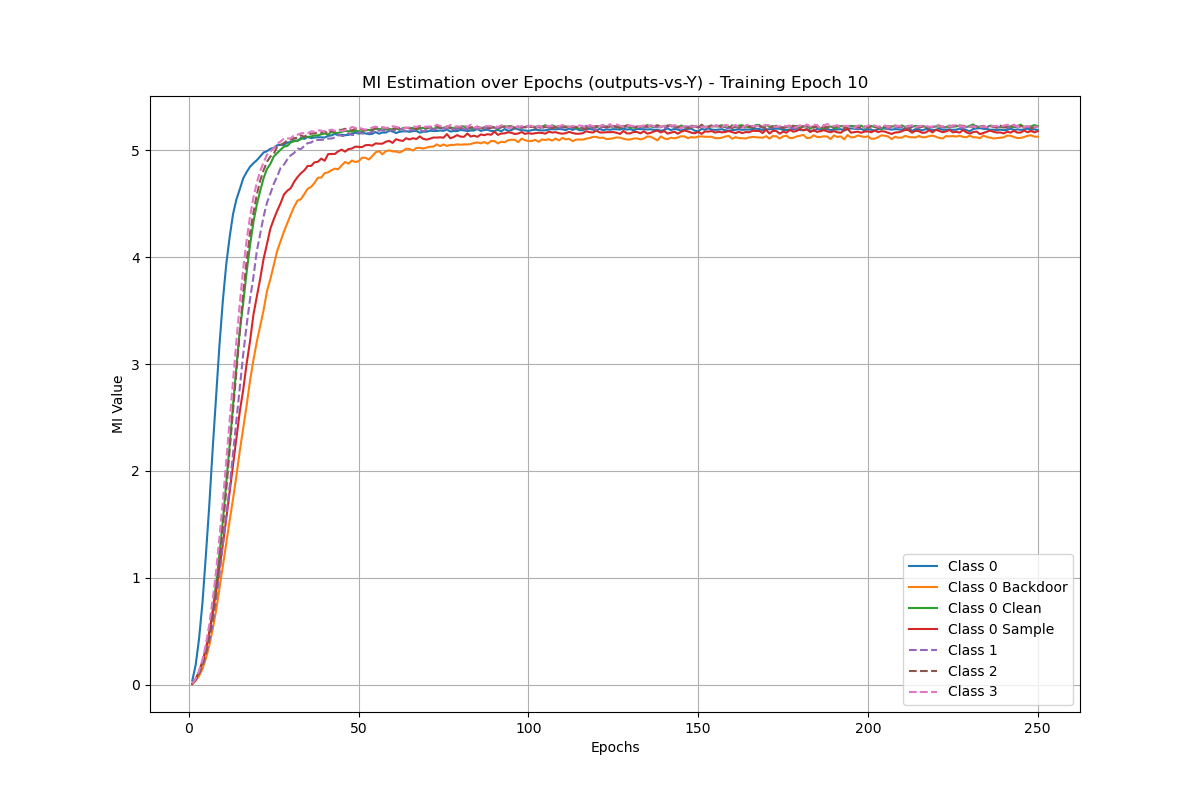 MI Estimation over Epochs (outputs-vs-Y) - Training Epoch 10
MI Value
5
4
3
2
1
0
0 50 100 150 200 250
Epochs
Class 0
Class 0 Backdoor
Class 0 Clean
Class 0 Sample
Class 1
Class 2
Class 3